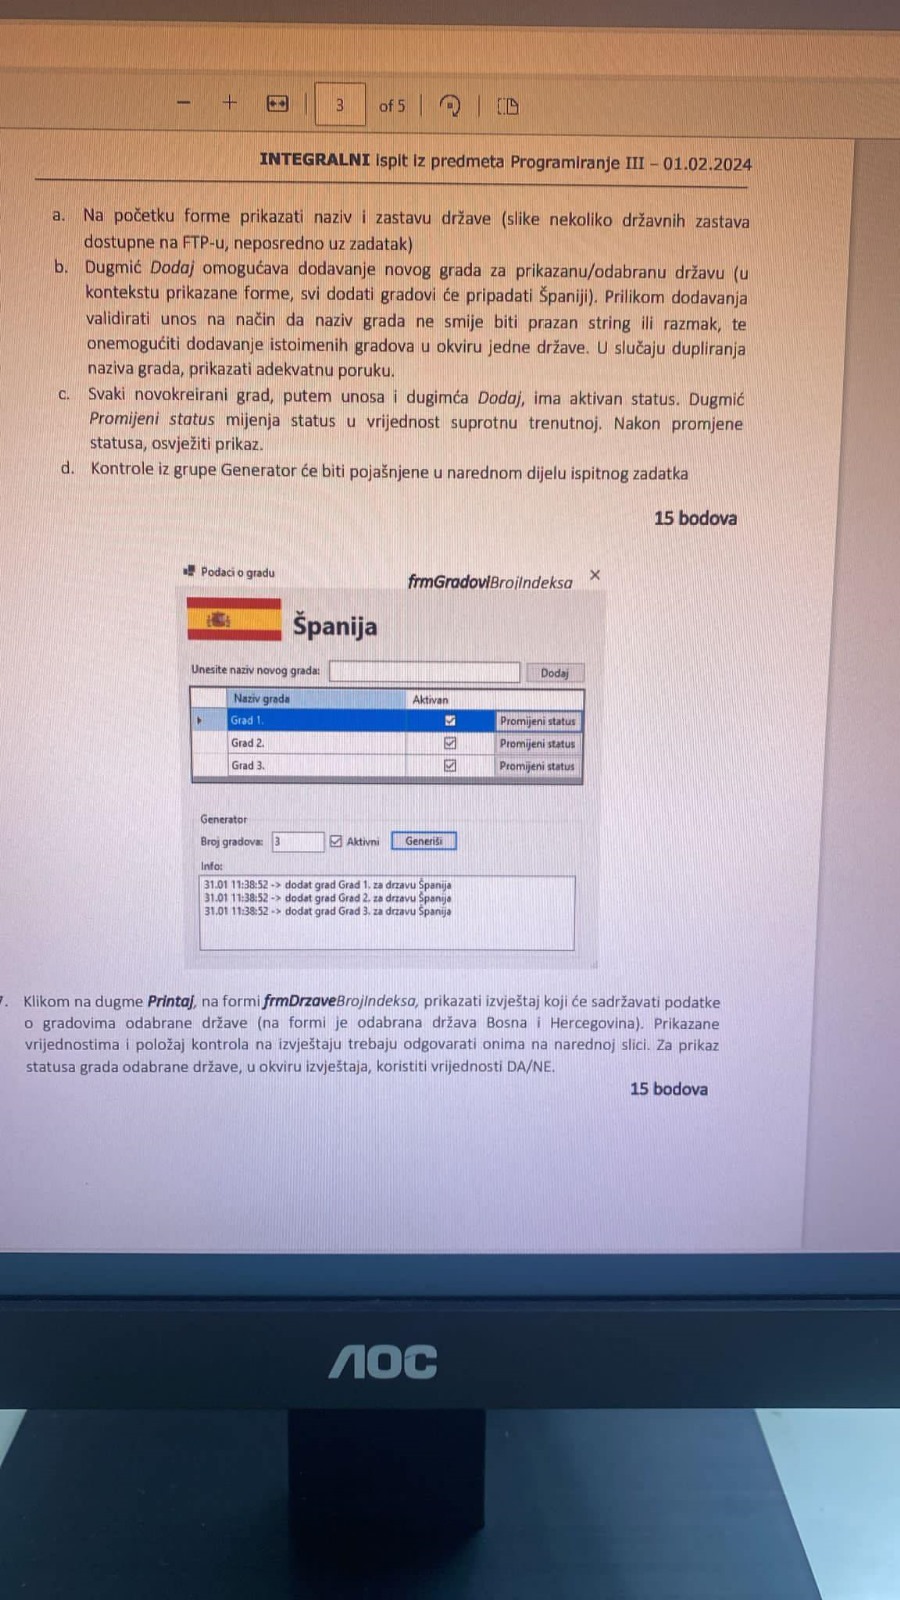 3 of 5
INTEGRALNI ispit iz predmeta Programiranje III – 01.02.2024
a. Na početku forme prikazati naziv i zastavu države (slike nekoliko državnih zastava
dostupne na FTP-u, neposredno uz zadatak)
b. Dugmić Dodaj omogućava dodavanje novog grada za prikazanu/odabranu državu (u
kontekstu prikazane forme, svi dodati gradovi će pripadati Španiji). Prilikom dodavanja
validirati unos na način da naziv grada ne smije biti prazan string ili razmak, te
onemogućiti dodavanje istoimenih gradova u okviru jedne države. U slučaju dupliranja
naziva grada, prikazati adekvatnu poruku.
c. Svaki novokreirani grad, putem unosa i dugimća Dodaj, ima aktivan status. Dugmić
Promijeni status mijenja status u vrijednost suprotnu trenutnoj. Nakon promjene
statusa, osvježiti prikaz.
d. Kontrole iz grupe Generator će biti pojašnjene u narednom dijelu ispitnog zadatka
15 bodova
Podaci o gradu
frmGradoviBrojIndeksa
Španija
Unesite naziv novog grada: Dodaj
Naziv grada Aktivan
Grad 1. Promijeni status
Grad 2. Promijeni status
Grad 3. Promijeni status
Generator
Broj gradova: 3 Aktivni Generiši
Info:
31.01 11:38:52 -> dodat grad Grad 1. za drzavu Španija
31.01 11:38:52 -> dodat grad Grad 2. za drzavu Španija
31.01 11:38:52 -> dodat grad Grad 3. za drzavu Španija
7. Klikom na dugme Printaj, na formi frmDrzaveBrojIndeksa, prikazati izvještaj koji će sadržavati podatke
o gradovima odabrane države (na formi je odabrana država Bosna i Hercegovina). Prikazane
vrijednostima i položaj kontrola na izvještaju trebaju odgovarati onima na narednoj slici. Za prikaz
statusa grada odabrane države, u okviru izvještaja, koristiti vrijednosti DA/NE.
15 bodova
AOC